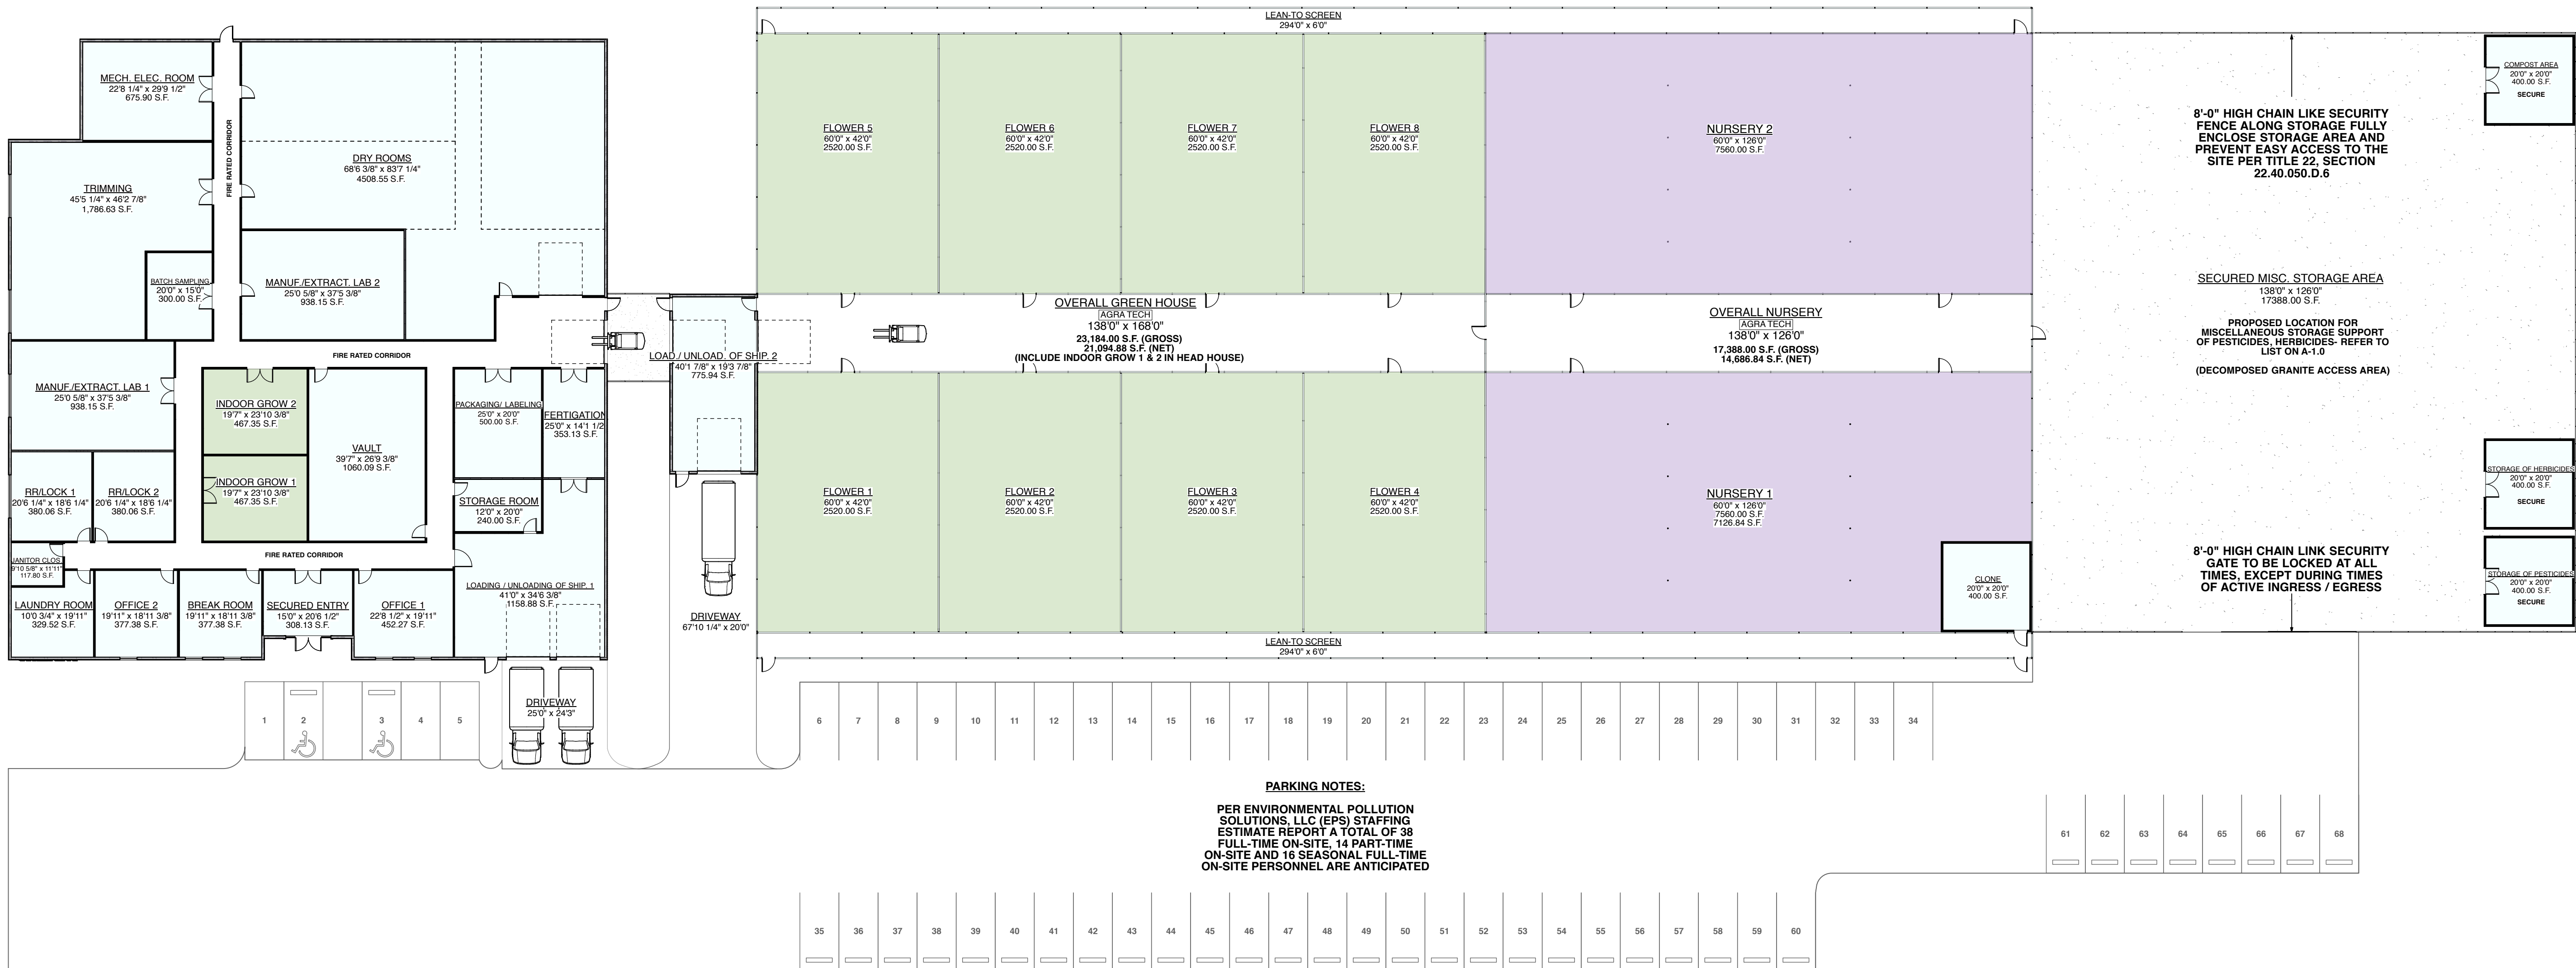 LEAN-TO SCREEN
294'0" x 6'0"
MECH. ELEC. ROOM
22'8 1/4" x 29'9 1/2"
675.90 S.F.
FIRE RATED CORRIDOR
DRY ROOMS
68'6 3/8" x 83'7 1/4"
4508.55 S.F.
TRIMMING
45'5 1/4" x 46'2 7/8"
1,786.63 S.F.
BATCH SAMPLING
20'0" x 15'0"
300.00 S.F.
MANUF./EXTRACT. LAB 2
25'0 5/8" x 37'5 3/8"
938.15 S.F.
FIRE RATED CORRIDOR
MANUF./EXTRACT. LAB 1
25'0 5/8" x 37'5 3/8"
938.15 S.F.
INDOOR GROW 2
19'7" x 23'10 3/8"
467.35 S.F.
VAULT
39'7" x 26'9 3/8"
1060.09 S.F.
INDOOR GROW 1
19'7" x 23'10 3/8"
467.35 S.F.
PACKAGING/ LABELING
25'0" x 20'0"
500.00 S.F.
FERTIGATION
25'0" x 14'1 1/2
353.13 S.F.
RR/LOCK 1
20'6 1/4" x 18'6 1/4"
380.06 S.F.
RR/LOCK 2
20'6 1/4" x 18'6 1/4"
380.06 S.F.
STORAGE ROOM
12'0" x 20'0"
240.00 S.F.
FIRE RATED CORRIDOR
JANITOR CLOS.
9'10 5/8" x 11'11"
117.80 S.F.
LAUNDRY ROOM
10'0 3/4" x 19'11"
329.52 S.F.
OFFICE 2
19'11" x 18'11 3/8"
377.38 S.F.
BREAK ROOM
19'11" x 18'11 3/8"
377.38 S.F.
SECURED ENTRY
15'0" x 20'6 1/2"
308.13 S.F.
OFFICE 1
22'8 1/2" x 19'11"
452.27 S.F.
LOADING / UNLOADING OF SHIP. 1
41'0" x 34'6 3/8"
1158.88 S.F.
LOAD./ UNLOAD. OF SHIP. 2
40'1 7/8" x 19'3 7/8"
775.94 S.F.
DRIVEWAY
67'10 1/4" x 20'0"
DRIVEWAY
25'0" x 24'3"
FLOWER 5
60'0" x 42'0"
2520.00 S.F.
FLOWER 6
60'0" x 42'0"
2520.00 S.F.
FLOWER 7
60'0" x 42'0"
2520.00 S.F.
FLOWER 8
60'0" x 42'0"
2520.00 S.F.
NURSERY 2
60'0" x 126'0"
7560.00 S.F.
OVERALL GREEN HOUSE
AGRA TECH
138'0" x 168'0"
23,184.00 S.F. (GROSS)
21,094.88 S.F. (NET)
(INCLUDE INDOOR GROW 1 & 2 IN HEAD HOUSE)
OVERALL NURSERY
AGRA TECH
138'0" x 126'0"
17,388.00 S.F. (GROSS)
14,686.84 S.F. (NET)
FLOWER 1
60'0" x 42'0"
2520.00 S.F.
FLOWER 2
60'0" x 42'0"
2520.00 S.F.
FLOWER 3
60'0" x 42'0"
2520.00 S.F.
FLOWER 4
60'0" x 42'0"
2520.00 S.F.
NURSERY 1
60'0" x 126'0"
7560.00 S.F.
7126.84 S.F.
CLONE
20'0" x 20'0"
400.00 S.F.
LEAN-TO SCREEN
294'0" x 6'0"
8'-0" HIGH CHAIN LIKE SECURITY
FENCE ALONG STORAGE FULLY
ENCLOSE STORAGE AREA AND
PREVENT EASY ACCESS TO THE
SITE PER TITLE 22, SECTION
22.40.050.D.6
COMPOST AREA
20'0" x 20'0"
400.00 S.F.
SECURE
SECURED MISC. STORAGE AREA
138'0" x 126'0"
17388.00 S.F.
PROPOSED LOCATION FOR
MISCELLANEOUS STORAGE SUPPORT
OF PESTICIDES, HERBICIDES- REFER TO
LIST ON A-1.0
(DECOMPOSED GRANITE ACCESS AREA)
STORAGE OF HERBICIDES
20'0" x 20'0"
400.00 S.F.
SECURE
8'-0" HIGH CHAIN LINK SECURITY
GATE TO BE LOCKED AT ALL
TIMES, EXCEPT DURING TIMES
OF ACTIVE INGRESS / EGRESS
STORAGE OF PESTICIDES
20'0" x 20'0"
400.00 S.F.
SECURE
1 2 3 4 5
6 7 8 9 10 11 12 13 14 15 16 17 18 19 20 21 22 23 24 25 26 27 28 29 30 31 32 33 34
PARKING NOTES:
PER ENVIRONMENTAL POLLUTION
SOLUTIONS, LLC (EPS) STAFFING
ESTIMATE REPORT A TOTAL OF 38
FULL-TIME ON-SITE, 14 PART-TIME
ON-SITE AND 16 SEASONAL FULL-TIME
ON-SITE PERSONNEL ARE ANTICIPATED
61 62 63 64 65 66 67 68
35 36 37 38 39 40 41 42 43 44 45 46 47 48 49 50 51 52 53 54 55 56 57 58 59 60